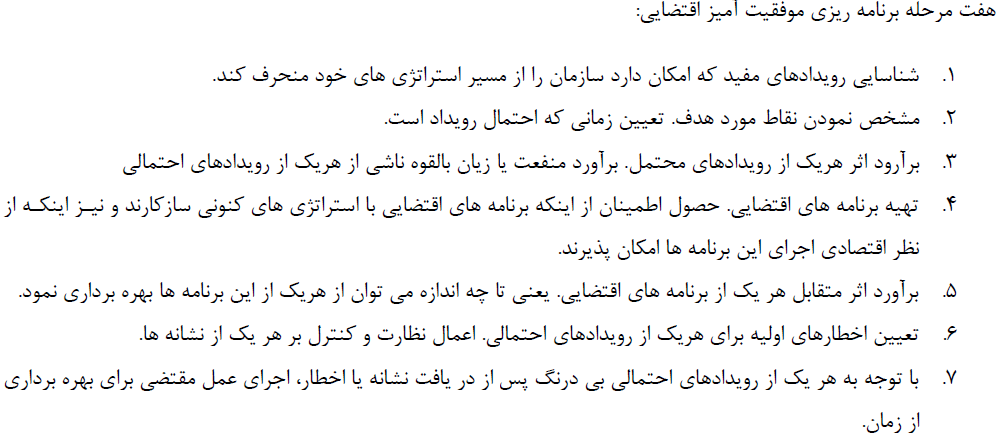 هفت مرحله برنامه ریزی موفقیت آمیز اقتضایی:
۱. شناسایی رویدادهای مفید که امکان دارد سازمان را از مسیر استراتژی های خود منحرف کند.
۲. مشخص نمودن نقاط مورد هدف. تعیین زمانی که احتمال رویداد است.
۳. برآرود اثر هریک از رویدادهای محتمل. برآورد منفعت یا زیان بالقوه ناشی از هریک از رویدادهای احتمالی
۴. تهیه برنامه های اقتضایی. حصول اطمینان از اینکه برنامه های اقتضایی با استراتژی های کنونی سازکارند و نیز اینکه از
نظر اقتصادی اجرای این برنامه ها امکان پذیرند.
۵. برآورد اثر متقابل هر یک از برنامه های اقتضایی. یعنی تا چه اندازه می توان از هریک از این برنامه ها بهره برداری نمود.
۶. تعیین اخطارهای اولیه برای هریک از رویدادهای احتمالی. اعمال نظارت و کنترل بر هر یک از نشانه ها.
۷. با توجه به هر یک از رویدادهای احتمالی بی درنگ پس از در یافت نشانه یا اخطار، اجرای عمل مقتضی برای بهره برداری
از زمان.